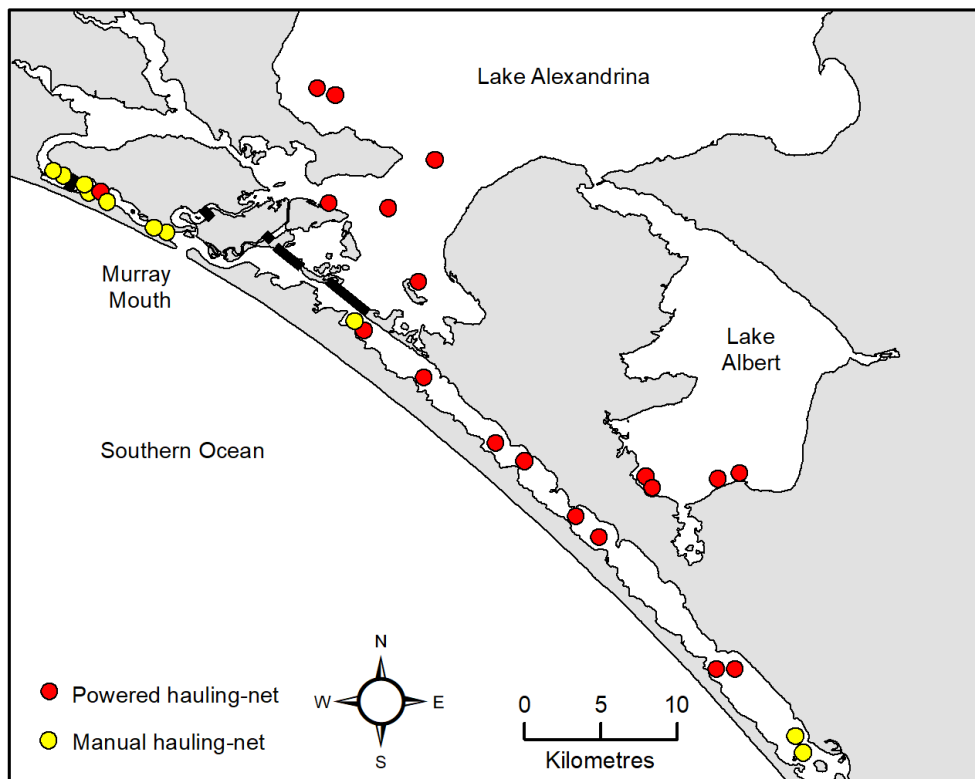 Lake Alexandrina
Murray
Mouth
Lake
Albert
Southern Ocean
N
W
E
S
Powered hauling-net
Manual hauling-net
0 5 10
Kilometres